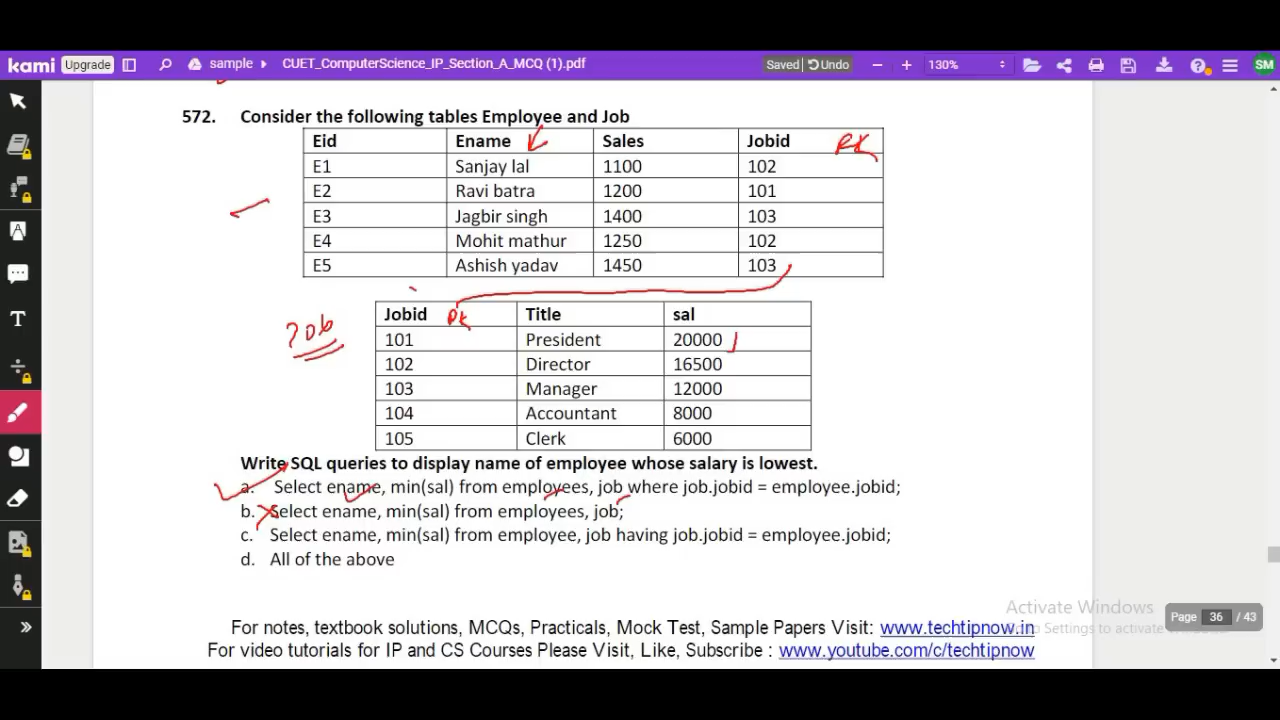 kami Upgrade sample CUET_ComputerScience_IP_Section_A_MCQ (1).pdf Saved Undo 130% SM
572. Consider the following tables Employee and Job
Eid Ename Sales Jobid
E1 Sanjay lal 1100 102
E2 Ravi batra 1200 101
E3 Jagbir singh 1400 103
E4 Mohit mathur 1250 102
E5 Ashish yadav 1450 103
Jobid PK Title sal
Job
101 President 20000
102 Director 16500
103 Manager 12000
104 Accountant 8000
105 Clerk 6000
Write SQL queries to display name of employee whose salary is lowest.
a. Select ename, min(sal) from employees, job where job.jobid = employee.jobid;
b. Select ename, min(sal) from employees, job;
c. Select ename, min(sal) from employee, job having job.jobid = employee.jobid;
d. All of the above
Activate Windows
Page 36 / 43
For notes, textbook solutions, MCQs, Practicals, Mock Test, Sample Papers Visit: www.techtipnow.in
For video tutorials for IP and CS Courses Please Visit, Like, Subscribe : www.youtube.com/c/techtipnow